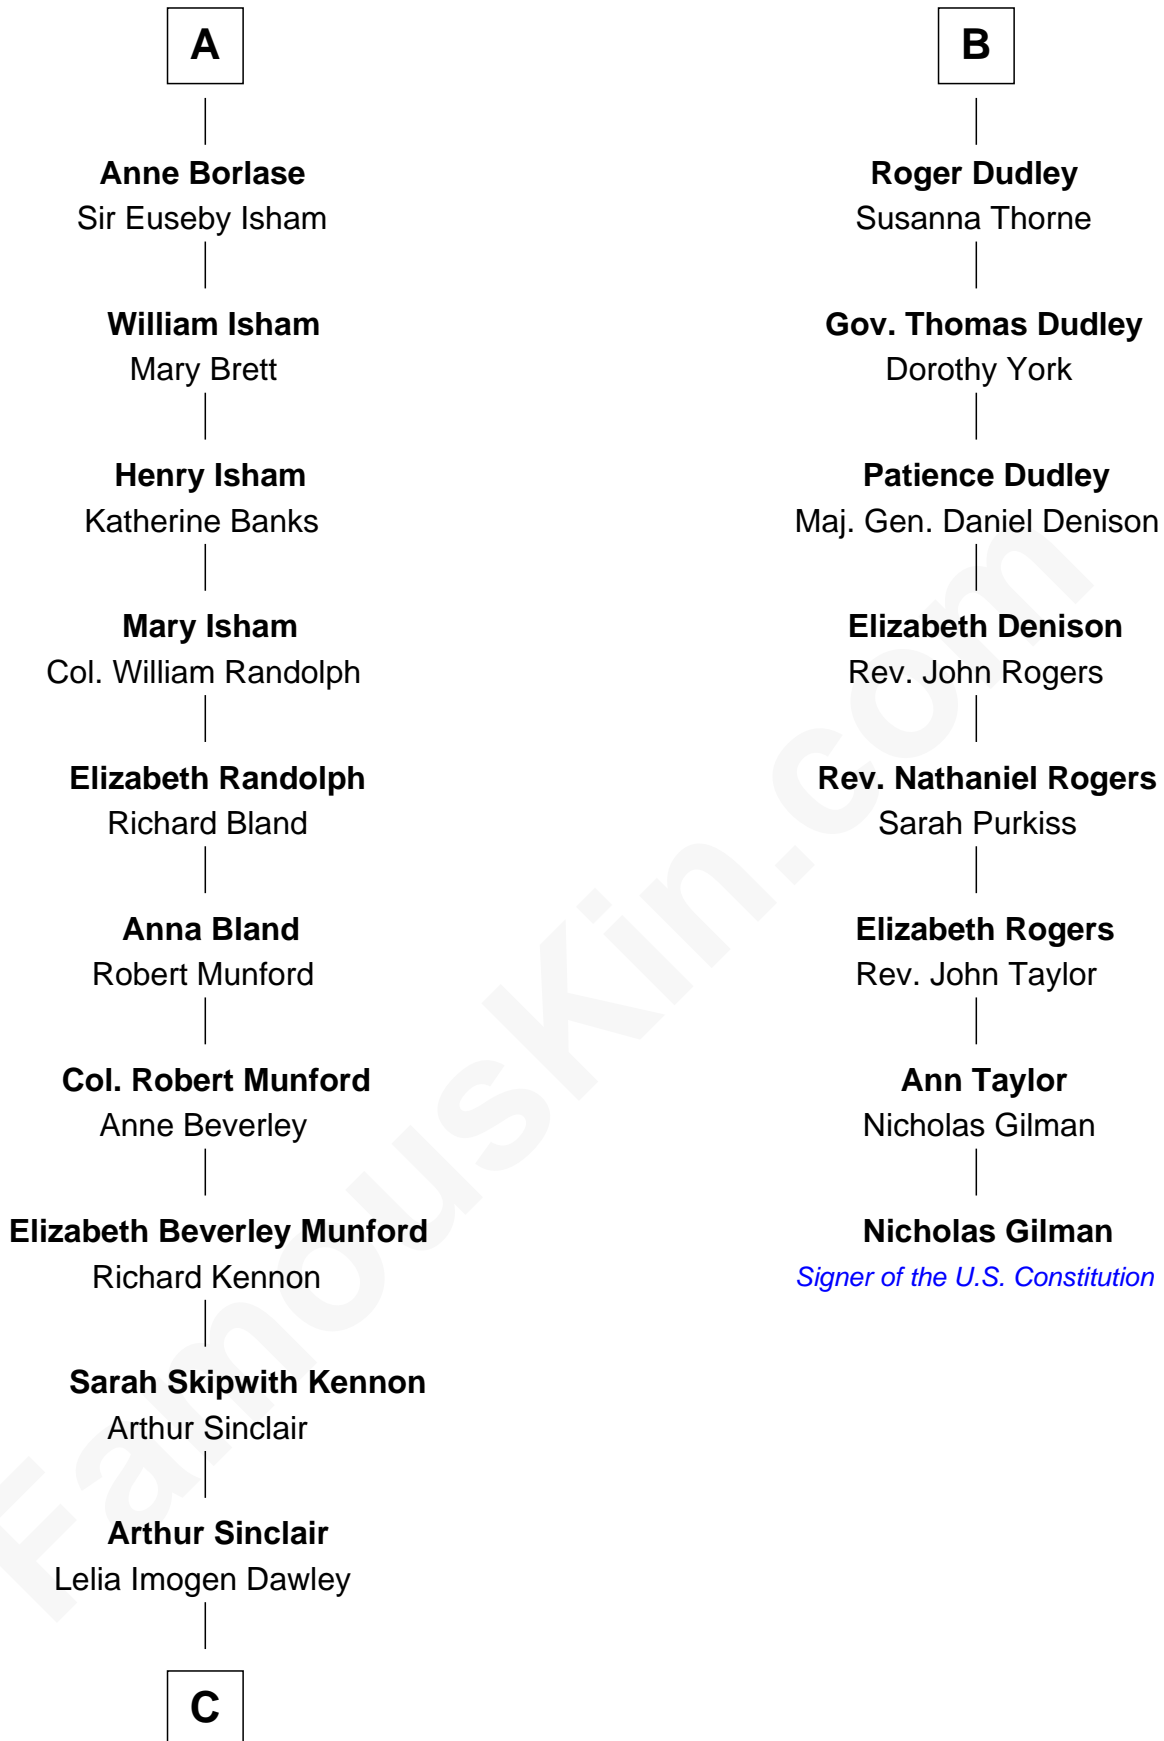 A
Anne Borlase
Sir Euseby Isham
William Isham
Mary Brett
Henry Isham
Katherine Banks
Mary Isham
Col. William Randolph
Elizabeth Randolph
Richard Bland
Anna Bland
Robert Munford
Col. Robert Munford
Anne Beverley
Elizabeth Beverley Munford
Richard Kennon
Sarah Skipwith Kennon
Arthur Sinclair
Arthur Sinclair
Lelia Imogen Dawley
C
B
Roger Dudley
Susanna Thorne
Gov. Thomas Dudley
Dorothy York
Patience Dudley
Maj. Gen. Daniel Denison
Elizabeth Denison
Rev. John Rogers
Rev. Nathaniel Rogers
Sarah Purkiss
Elizabeth Rogers
Rev. John Taylor
Ann Taylor
Nicholas Gilman
Nicholas Gilman
Signer of the U.S. Constitution
FamousKin.com